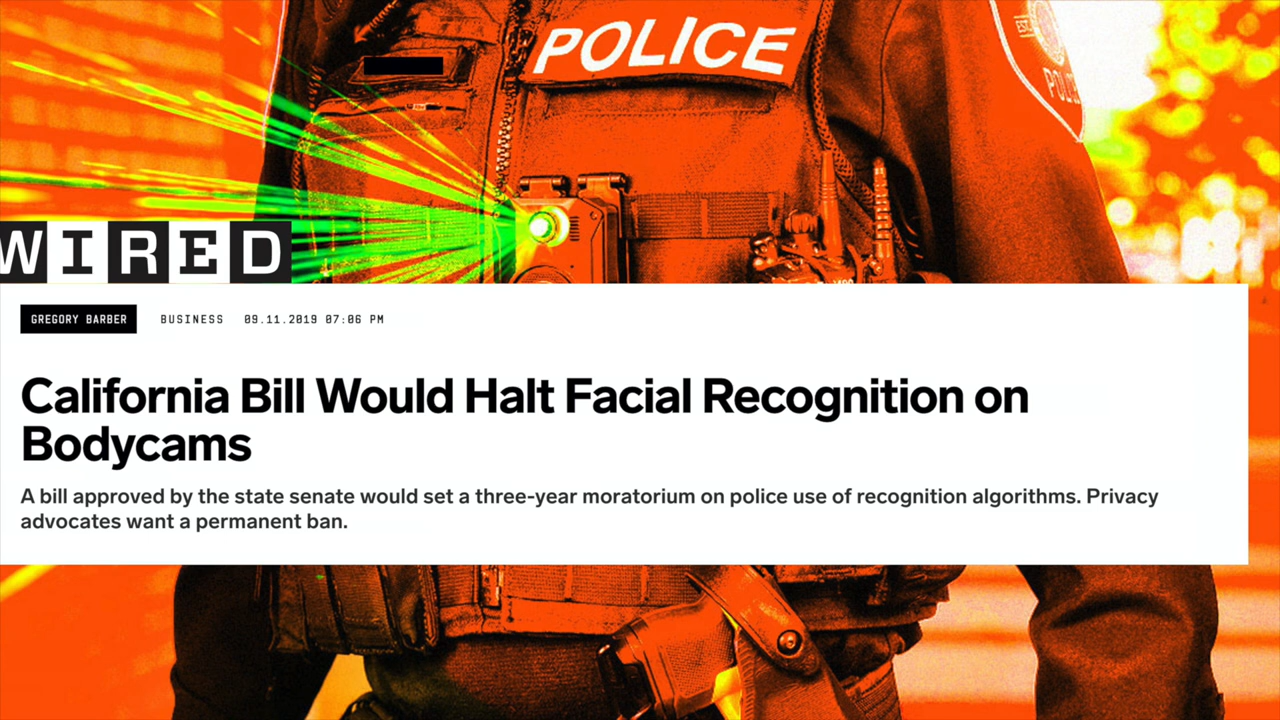 POLICE
POLIC
WIRED
GREGORY BARBER BUSINESS 09.11.2019 07:06 PM
California Bill Would Halt Facial Recognition on
Bodycams
A bill approved by the state senate would set a three-year moratorium on police use of recognition algorithms. Privacy
advocates want a permanent ban.